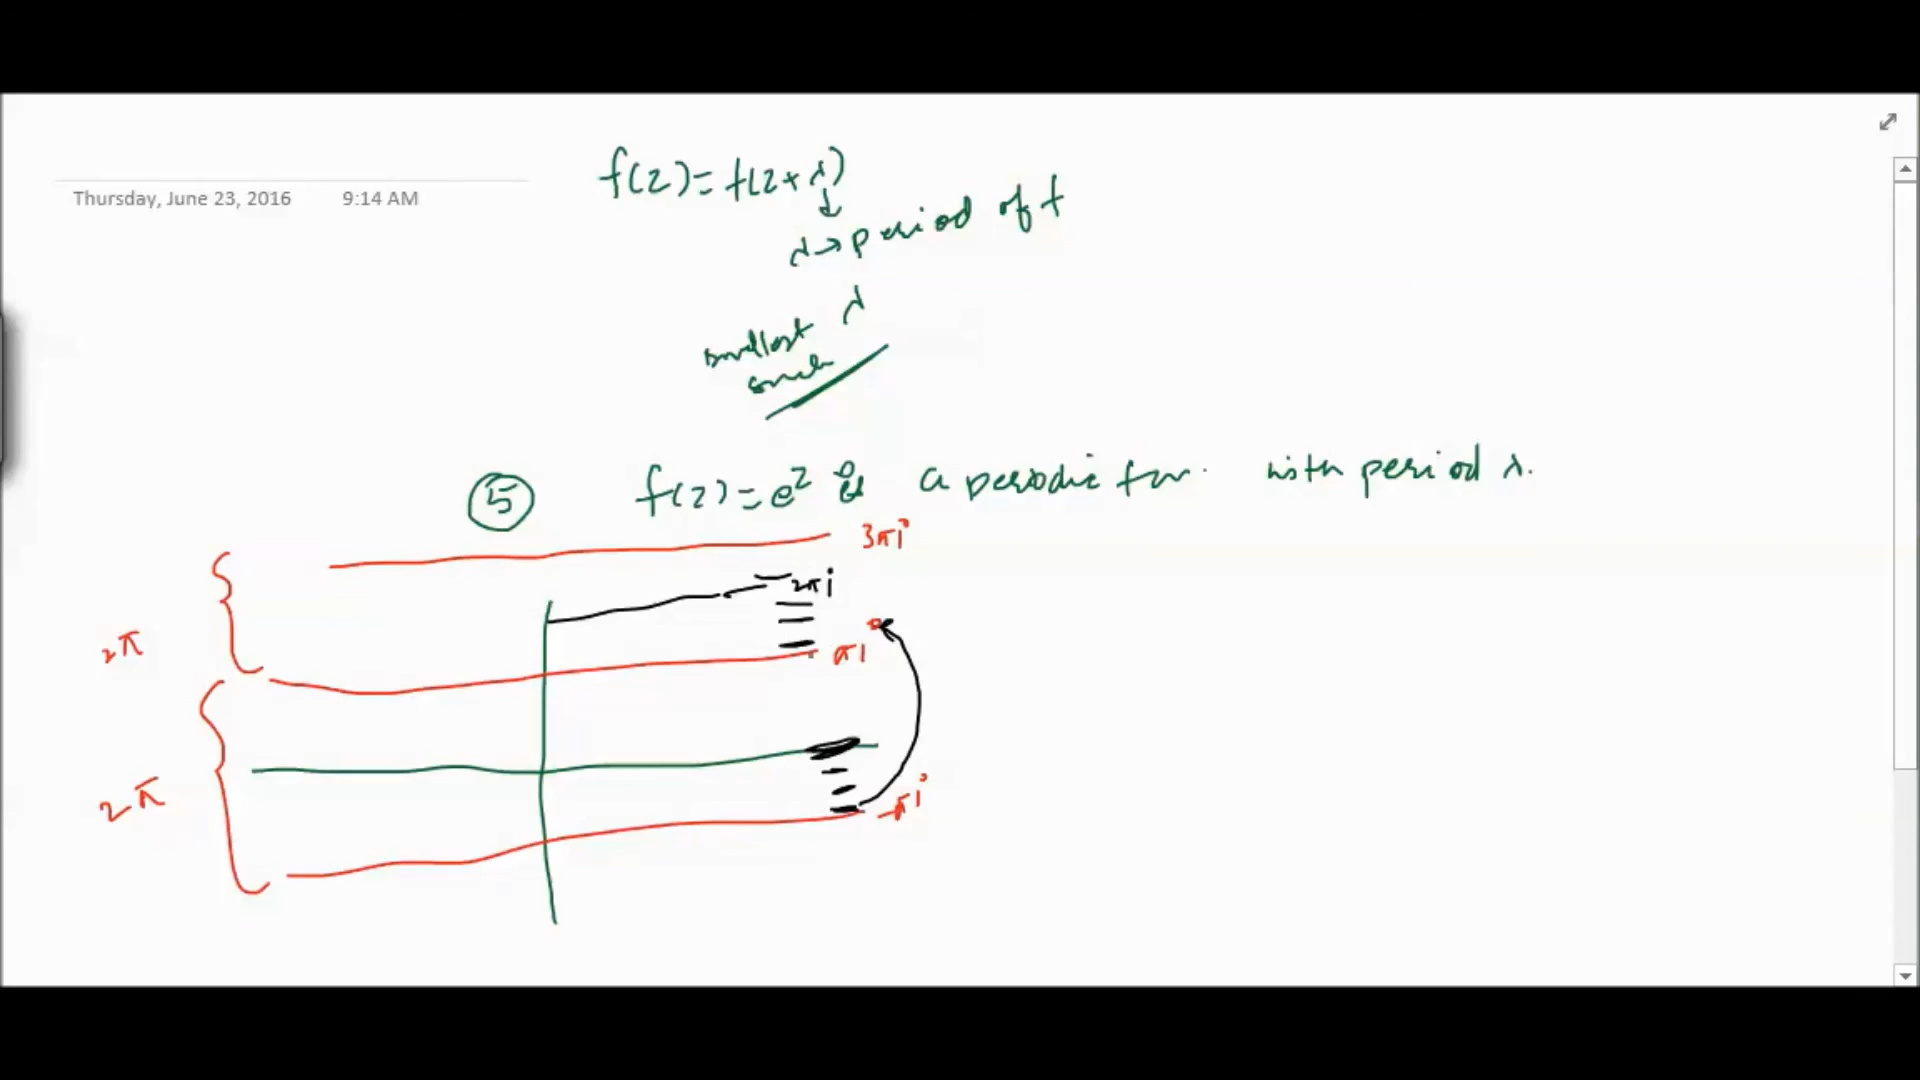 Thursday, June 23, 2016 9:14 AM
f(z) = f(z + λ)
λ → period of f
smallest λ
such
⑤ f(z) = e^z is a periodic fn. with period λ.
3πi
2πi
2π
πi
2π
-πi